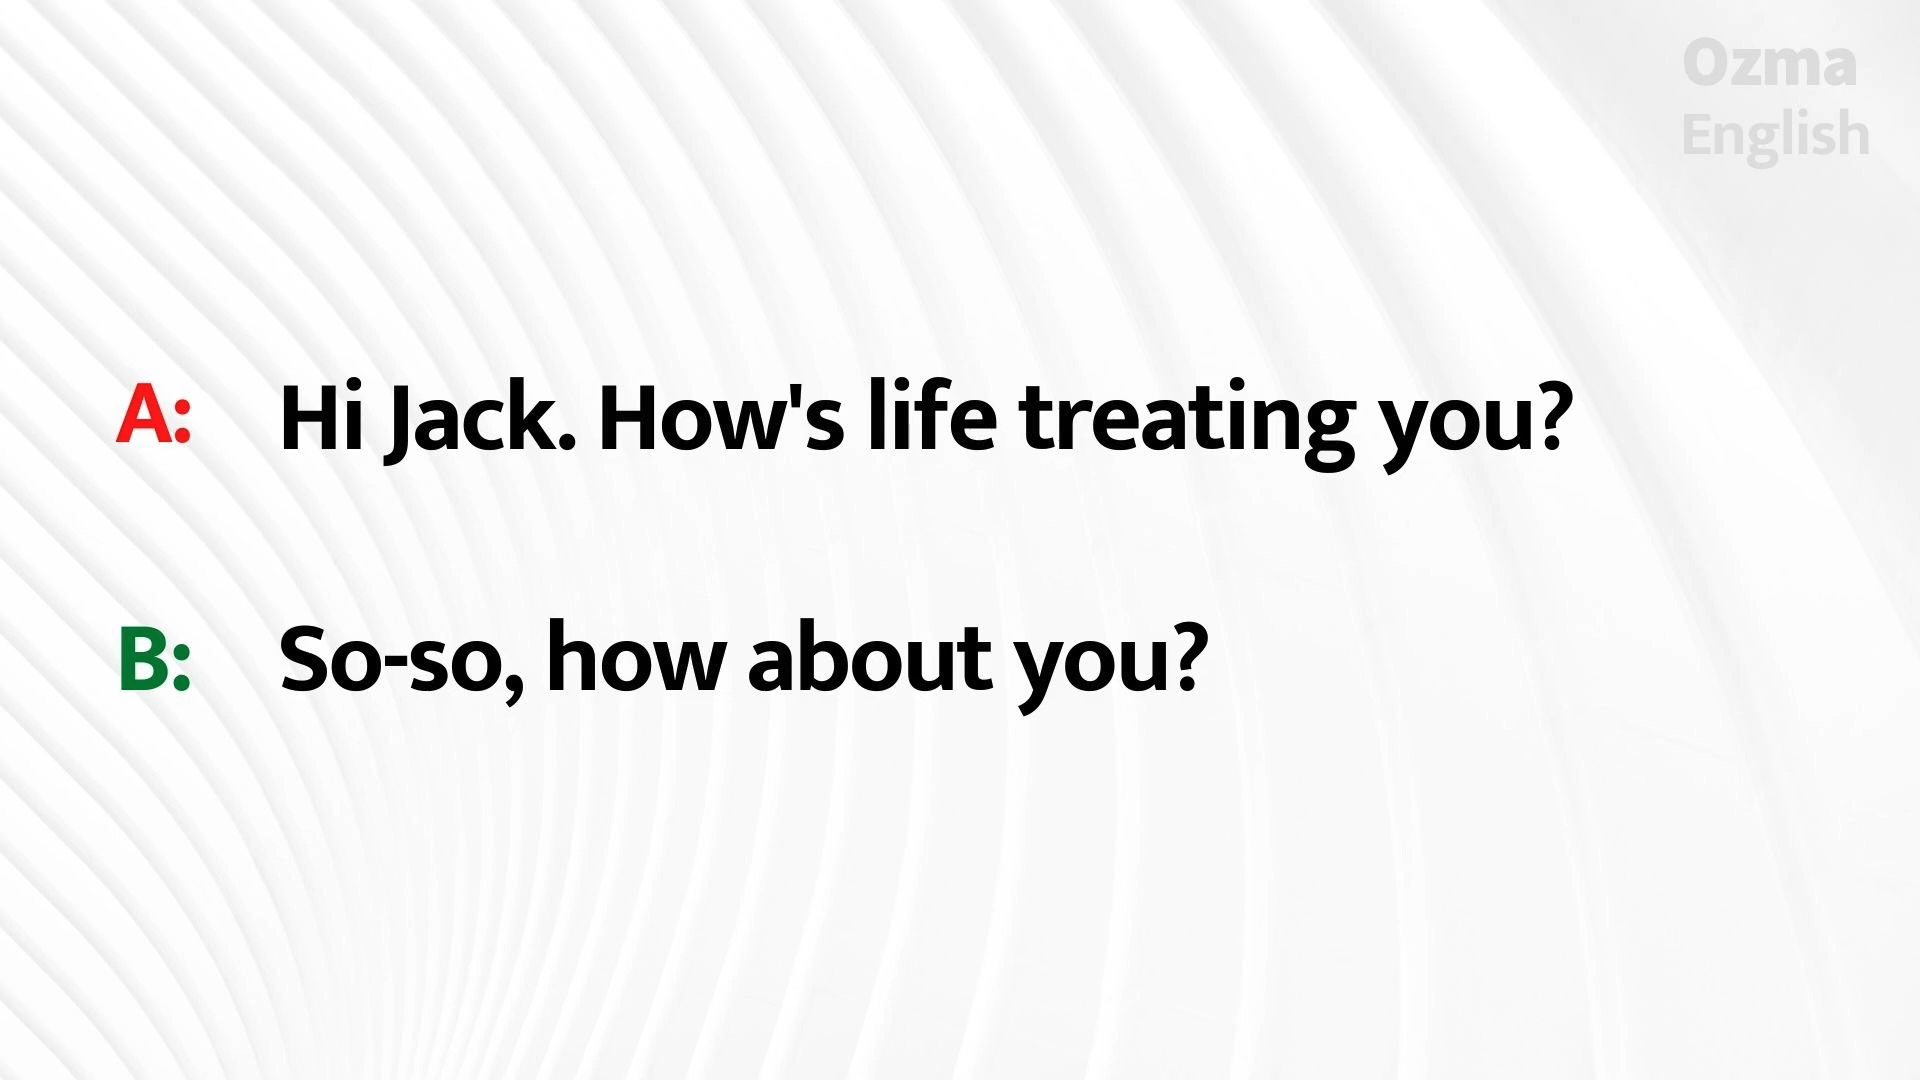 Ozma
English
A: Hi Jack. How's life treating you?
B: So-so, how about you?